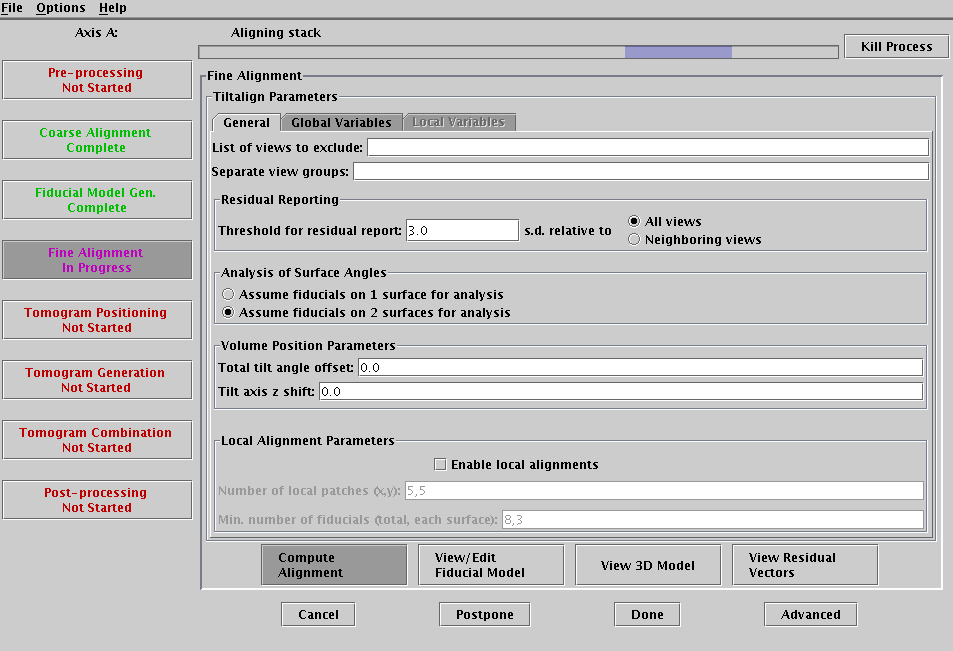 File Options Help
Axis A:
Aligning stack
Kill Process
Pre-processing
Not Started
Coarse Alignment
Complete
Fiducial Model Gen.
Complete
Fine Alignment
In Progress
Tomogram Positioning
Not Started
Tomogram Generation
Not Started
Tomogram Combination
Not Started
Post-processing
Not Started
Fine Alignment
Tiltalign Parameters
General Global Variables Local Variables
List of views to exclude:
Separate view groups:
Residual Reporting
Threshold for residual report: 3.0 s.d. relative to
All views
Neighboring views
Analysis of Surface Angles
Assume fiducials on 1 surface for analysis
Assume fiducials on 2 surfaces for analysis
Volume Position Parameters
Total tilt angle offset: 0.0
Tilt axis z shift: 0.0
Local Alignment Parameters
Enable local alignments
Number of local patches (x,y): 5,5
Min. number of fiducials (total, each surface): 8,3
Compute
Alignment
View/Edit
Fiducial Model
View 3D Model
View Residual
Vectors
Cancel Postpone Done Advanced